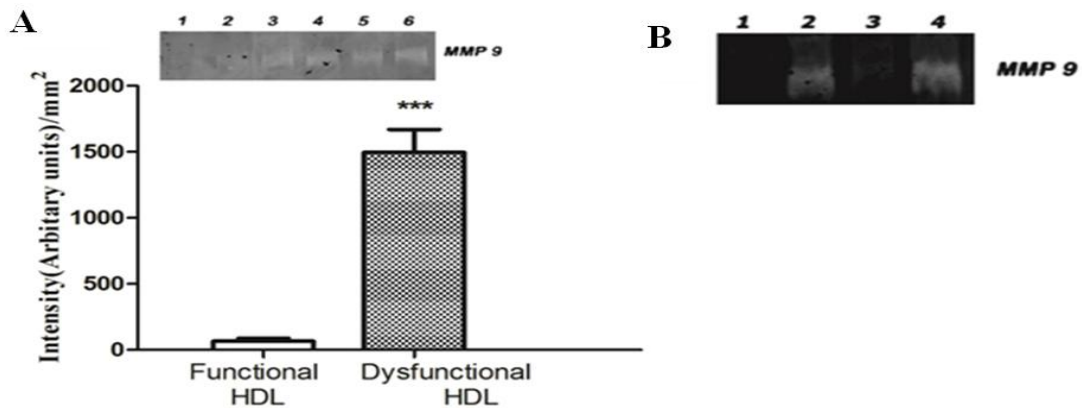 A
1 2 3 4 5 6
MMP 9
***
Intensity(Arbitary units)/mm2
2000
1500
1000
500
0
Functional HDL
Dysfunctional HDL
B
1 2 3 4
MMP 9